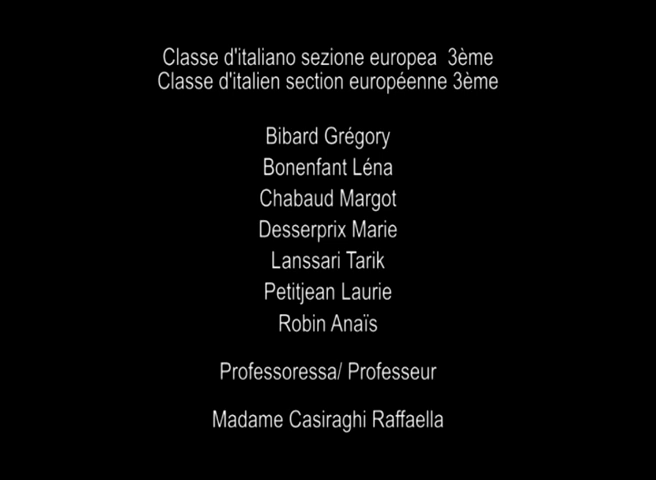 Classe d'italiano sezione europea 3ème
Classe d'italien section européenne 3ème
Bibard Grégory
Bonenfant Léna
Chabaud Margot
Desserprix Marie
Lanssari Tarik
Petitjean Laurie
Robin Anaïs
Professoressa/ Professeur
Madame Casiraghi Raffaella